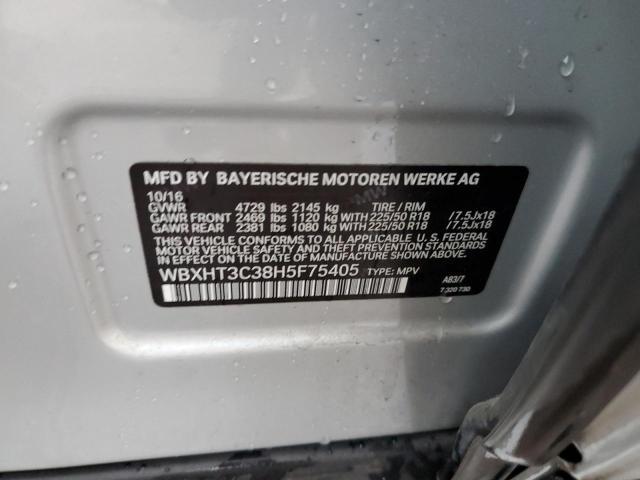 MFD BY BAYERISCHE MOTOREN WERKE AG
10/16
GVWR 4729 lbs 2145 kg TIRE / RIM
GAWR FRONT 2469 lbs 1120 kg WITH 225/50 R18 /7.5Jx18
GAWR REAR 2381 lbs 1080 kg WITH 225/50 R18 /7.5Jx18
THIS VEHICLE CONFORMS TO ALL APPLICABLE U.S. FEDERAL
MOTOR VEHICLE SAFETY STANDARDS IN EFFECT ON THE
DATE OF MANUFACTURE SHOWN ABOVE.
WBXHT3C38H5F75405 TYPE: MPV
A83/7
7 320 730